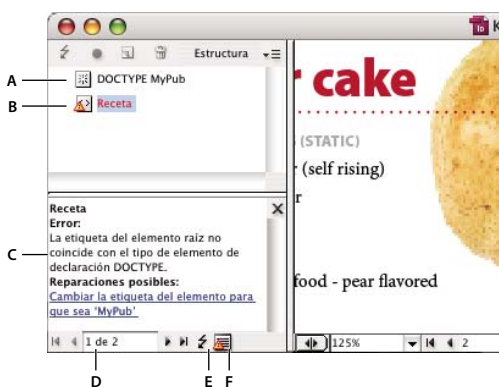 K
Estructura
A
DOCTYPE MyPub
B
Receta
r cake
(STATIC)
r (self rising)
r
food - pear flavored
C
Receta
Error:
La etiqueta del elemento raíz no
coincide con el tipo de elemento de
declaración DOCTYPE.
Reparaciones posibles:
Cambiar la etiqueta del elemento para
que sea 'MyPub'
1 de 2
125%
2
D
E
F